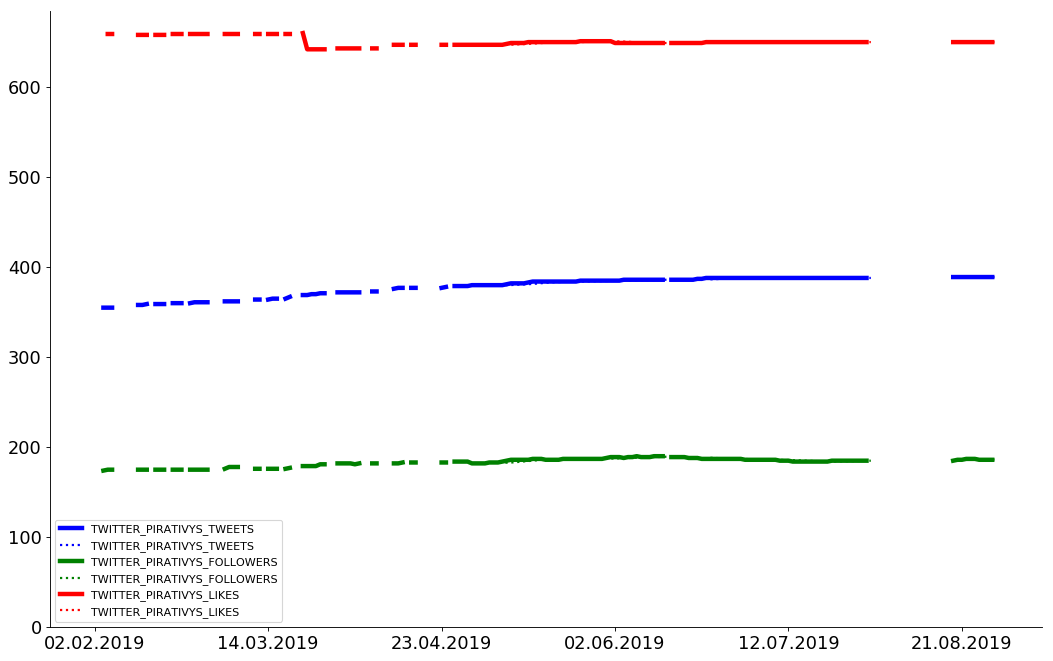 600
500
400
300
200
100
0
TWITTER_PIRATIVYS_TWEETS
TWITTER_PIRATIVYS_TWEETS
TWITTER_PIRATIVYS_FOLLOWERS
TWITTER_PIRATIVYS_FOLLOWERS
TWITTER_PIRATIVYS_LIKES
TWITTER_PIRATIVYS_LIKES
02.02.2019 14.03.2019 23.04.2019 02.06.2019 12.07.2019 21.08.2019